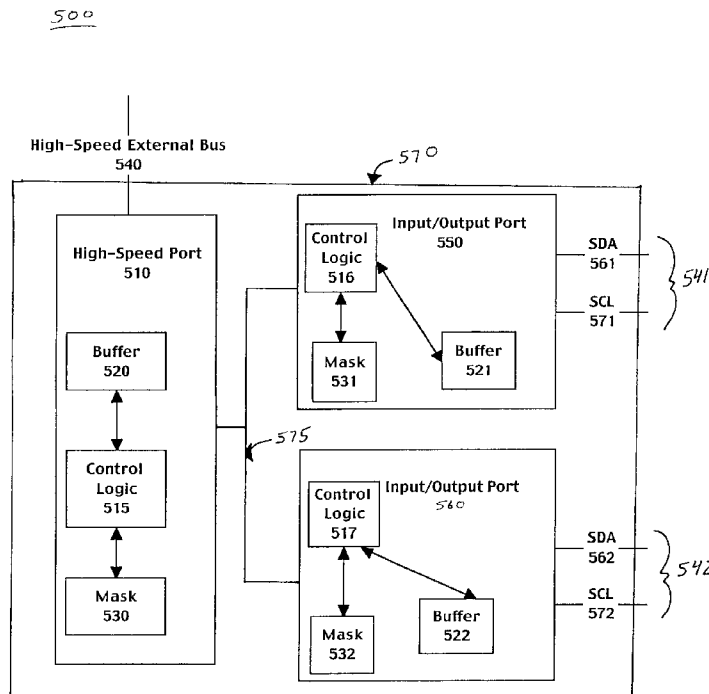 500
High-Speed External Bus
540
570
High-Speed Port
510
Buffer
520
Control
Logic
515
Mask
530
575
Input/Output Port
550
Control
Logic
516
Mask
531
Buffer
521
SDA
561
SCL
571
541
Input/Output Port
560
Control
Logic
517
Mask
532
Buffer
522
SDA
562
SCL
572
542